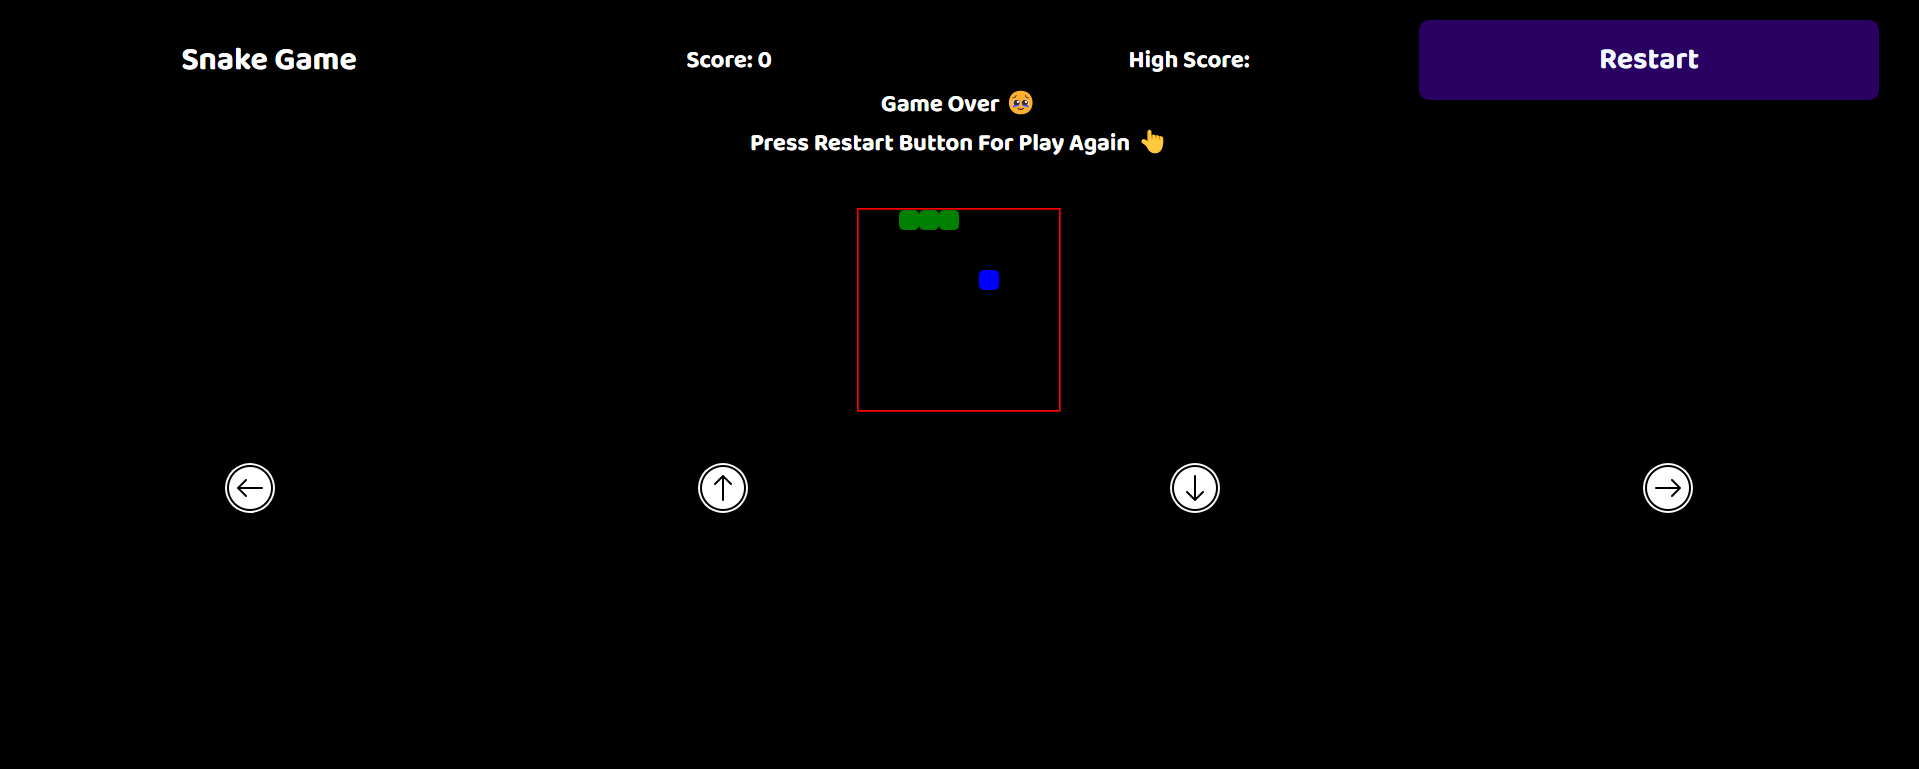 Snake Game
Score: 0
High Score:
Restart
Game Over 🥺
Press Restart Button For Play Again 👆